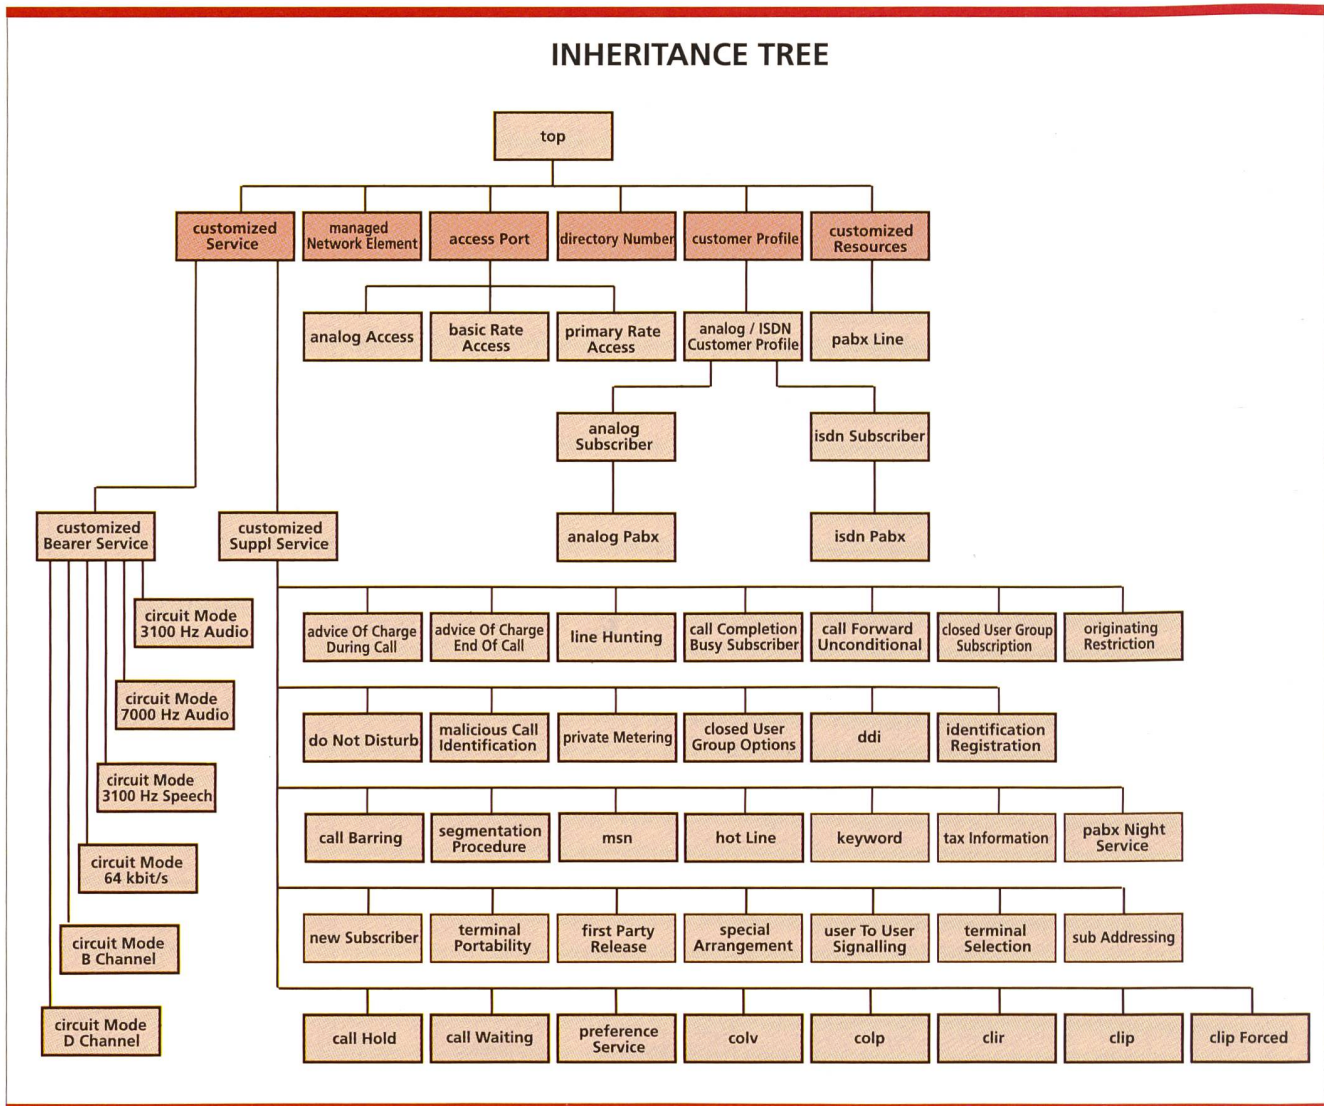 INHERITANCE TREE
top
customized
Service
managed
Network Element
access Port
directory Number
customer Profile
customized
Resources
analog Access
basic Rate
Access
primary Rate
Access
analog / ISDN
Customer Profile
pabx Line
analog
Subscriber
isdn Subscriber
customized
Bearer Service
customized
Suppl Service
analog Pabx
isdn Pabx
circuit Mode
3100 Hz Audio
circuit Mode
7000 Hz Audio
circuit Mode
3100 Hz Speech
circuit Mode
64 kbit/s
circuit Mode
B Channel
circuit Mode
D Channel
advice Of Charge
During Call
advice Of Charge
End Of Call
line Hunting
call Completion
Busy Subscriber
call Forward
Unconditional
closed User Group
Subscription
originating
Restriction
do Not Disturb
malicious Call
Identification
private Metering
closed User
Group Options
ddi
identification
Registration
call Barring
segmentation
Procedure
msn
hot Line
keyword
tax Information
pabx Night
Service
new Subscriber
terminal
Portability
first Party
Release
special
Arrangement
user To User
Signalling
terminal
Selection
sub Addressing
call Hold
call Waiting
preference
Service
colv
colp
clir
clip
clip Forced